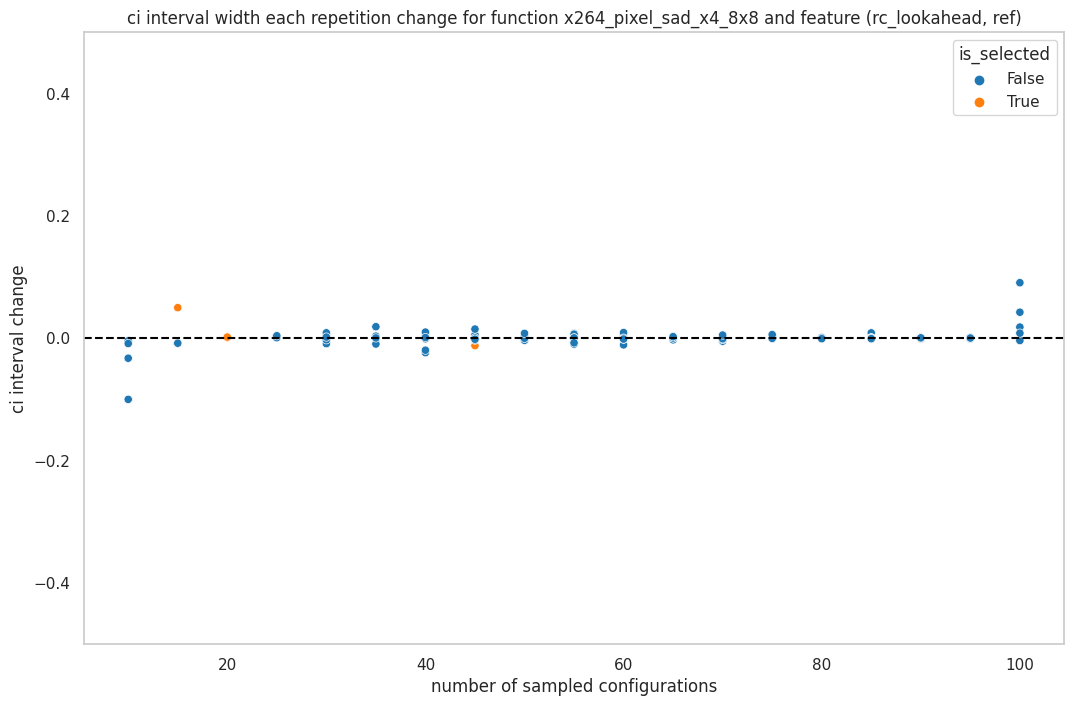 ci interval width each repetition change for function x264_pixel_sad_x4_8x8 and feature (rc_lookahead, ref)
is_selected
False
True
ci interval change
0.4
0.2
0.0
−0.2
−0.4
20 40 60 80 100
number of sampled configurations